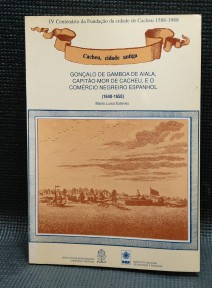 IV Centenário da Fundação da cidade de Cacheu 1588-1988
Cacheu, cidade antiga
GONÇALO DE GAMBOA DE AIALA,
CAPITÃO-MOR DE CACHEU, E O
COMÉRCIO NEGREIRO ESPANHOL
(1640-1650)
Maria Luísa Esteves